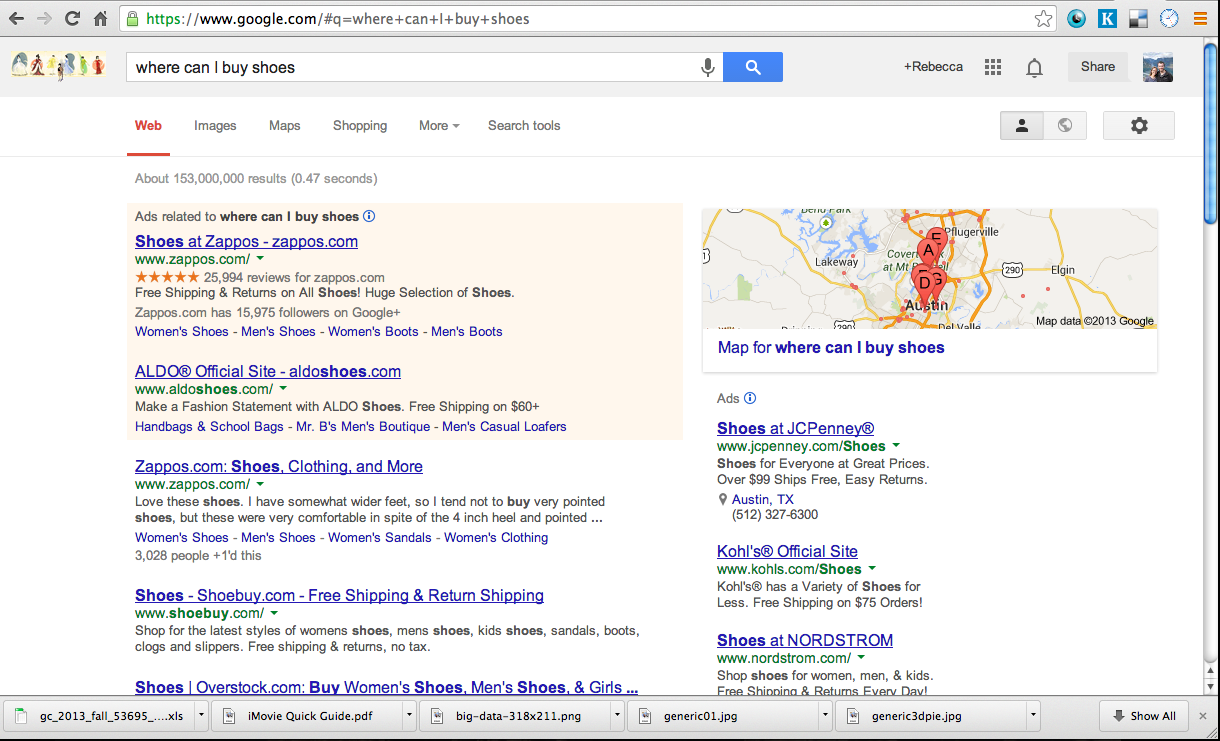 https://www.google.com/#q=where+can+I+buy+shoes
where can I buy shoes
+Rebecca
Share
Web Images Maps Shopping More Search tools
About 153,000,000 results (0.47 seconds)
Ads related to where can I buy shoes
Shoes at Zappos - zappos.com
www.zappos.com/
25,994 reviews for zappos.com
Free Shipping & Returns on All Shoes! Huge Selection of Shoes.
Zappos.com has 15,975 followers on Google+
Women's Shoes - Men's Shoes - Women's Boots - Men's Boots
ALDO® Official Site - aldoshoes.com
www.aldoshoes.com/
Make a Fashion Statement with ALDO Shoes. Free Shipping on $60+
Handbags & School Bags - Mr. B's Men's Boutique - Men's Casual Loafers
Zappos.com: Shoes, Clothing, and More
www.zappos.com/
Love these shoes. I have somewhat wider feet, so I tend not to buy very pointed
shoes, but these were very comfortable in spite of the 4 inch heel and pointed ...
Women's Shoes - Men's Shoes - Women's Sandals - Women's Clothing
3,028 people +1'd this
Shoes - Shoebuy.com - Free Shipping & Return Shipping
www.shoebuy.com/
Shop for the latest styles of womens shoes, mens shoes, kids shoes, sandals, boots,
clogs and slippers. Free shipping & returns, no tax.
Shoes | Overstock.com: Buy Women's Shoes, Men's Shoes, & Girls ...
Bend Park
Pflugerville
E
A
Lakeway
290
Elgin
D G
Austin
290
Del Valle
Map data ©2013 Google
Map for where can I buy shoes
Ads
Shoes at JCPenney®
www.jcpenney.com/Shoes
Shoes for Everyone at Great Prices.
Over $99 Ships Free, Easy Returns.
Austin, TX
(512) 327-6300
Kohl's® Official Site
www.kohls.com/Shoes
Kohl's® has a Variety of Shoes for
Less. Free Shipping on $75 Orders!
Shoes at NORDSTROM
www.nordstrom.com/
Shop shoes for women, men, & kids.
Free Shipping & Returns Every Day!
gc_2013_fall_53695_....xls
iMovie Quick Guide.pdf
big-data-318x211.png
generic01.jpg
generic3dpie.jpg
Show All